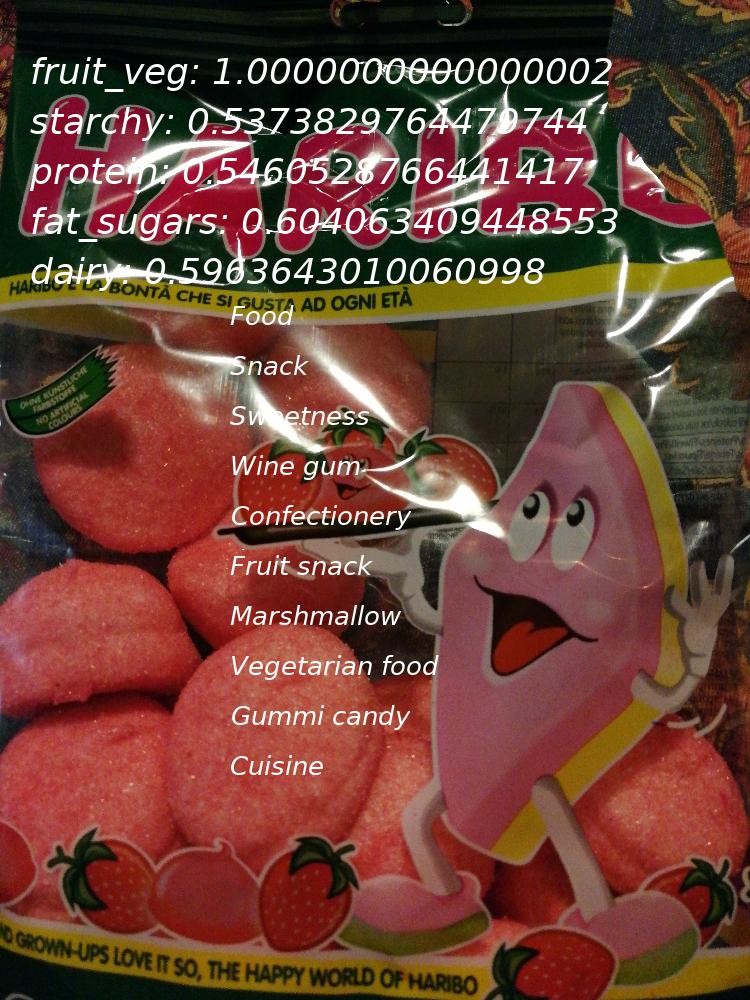 fruit_veg: 1.0000000000000002
starchy: 0.5373829764479744
protein: 0.5460528766441417
fat_sugars: 0.604063409448553
dairy: 0.5963643010060998
HARIBO
HARIBO È LA BONTÀ CHE SI GUSTA AD OGNI ETÀ
Food
Snack
OHNE KÜNSTLICHE
FARBSTOFFE
NO ARTIFICIAL
COLOURS
Sweetness
Wine gum
Confectionery
Fruit snack
Marshmallow
Vegetarian food
Gummi candy
Cuisine
GROWN-UPS LOVE IT SO, THE HAPPY WORLD OF HARIBO